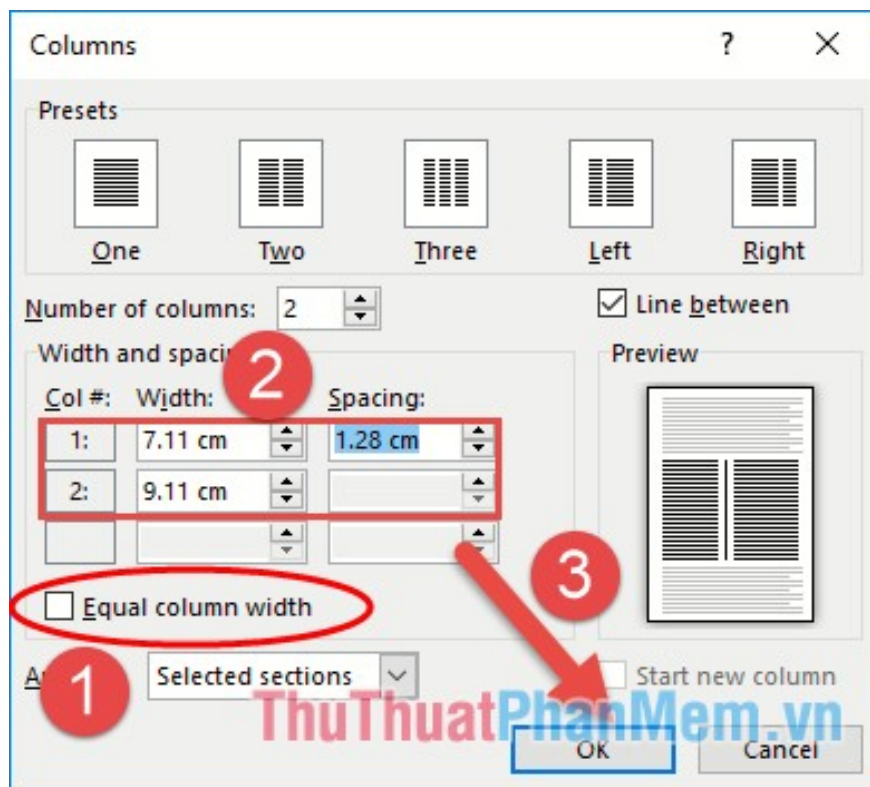 Columns
Presets
One Two Three Left Right
Number of columns: 2
Line between
Width and
Preview
Col #: Width: Spacing:
2
1: 7.11 cm 1.28 cm
2: 9.11 cm
3
Equal column width
1
Selected sections
Start new column
ThuThuatPhanMem.vn
OK Cancel